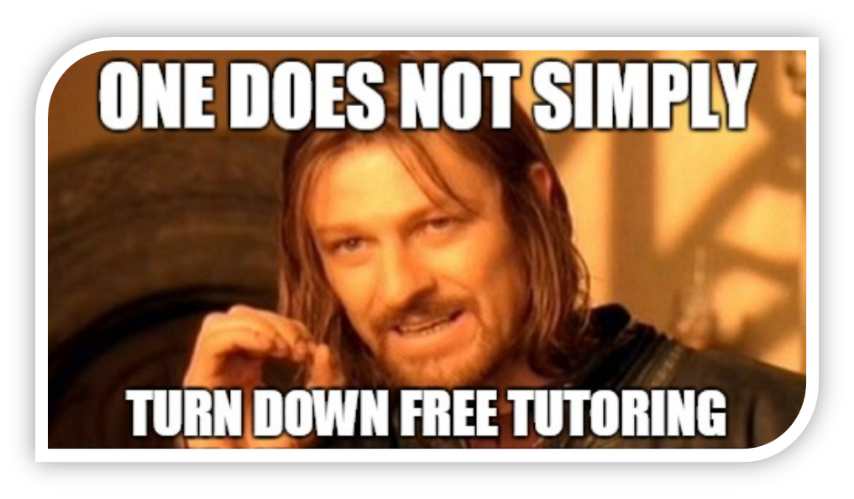 ONE DOES NOT SIMPLY
TURN DOWN FREE TUTORING